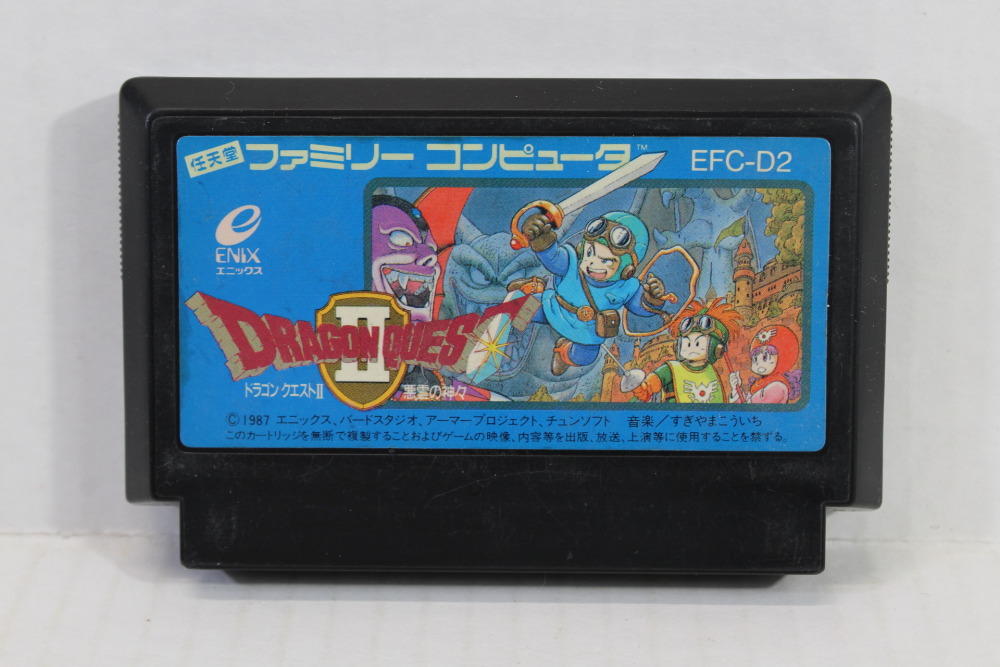 任天堂 ファミリー コンピュータ™ EFC-D2
ENIX
エニックス
DRAGON QUEST
II
ドラゴン クエストII 悪霊の神々
© 1987 エニックス、バードスタジオ、アーマープロジェクト、チュンソフト 音楽／すぎやまこういち
このカートリッジを無断で複製することおよびゲームの映像、内容等を出版、放送、上演等に使用することを禁ずる。